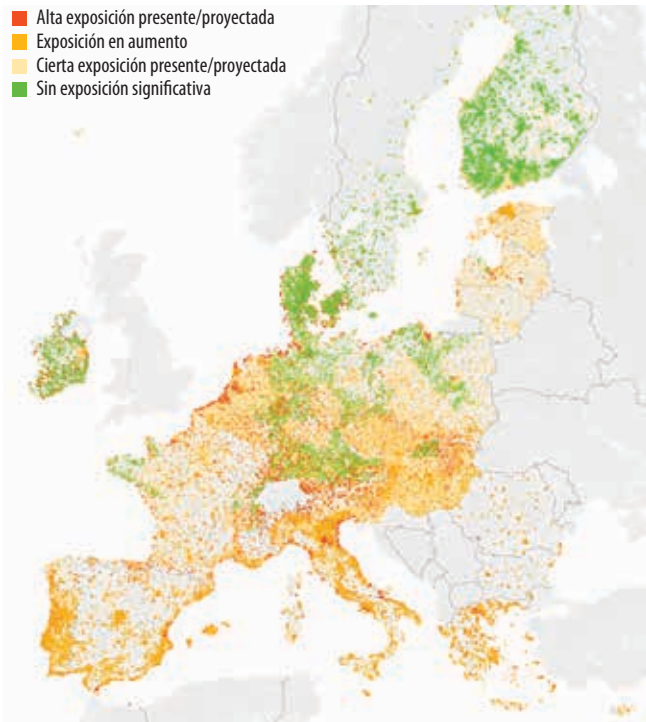 Alta exposición presente/proyectada
Exposición en aumento
Cierta exposición presente/proyectada
Sin exposición significativa